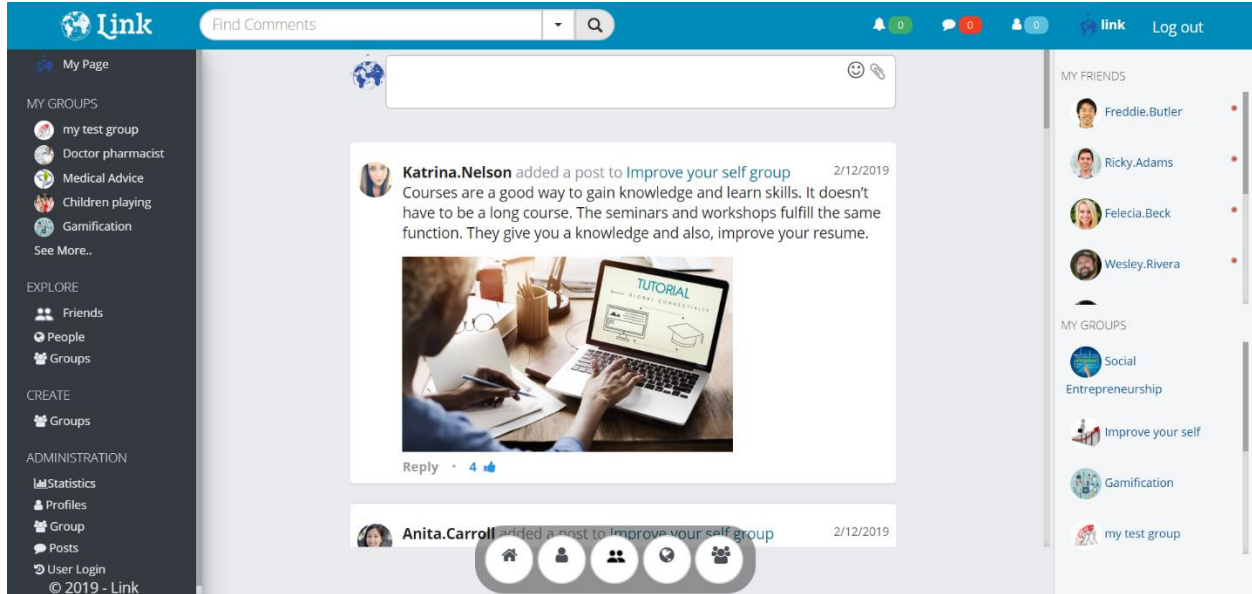 Link
Find Comments
0
0
0
link
Log out
My Page
MY GROUPS
my test group
Doctor pharmacist
Medical Advice
Children playing
Gamification
See More..
EXPLORE
Friends
People
Groups
CREATE
Groups
ADMINISTRATION
Statistics
Profiles
Group
Posts
User Login
© 2019 - Link
Katrina.Nelson added a post to Improve your self group 2/12/2019
Courses are a good way to gain knowledge and learn skills. It doesn't
have to be a long course. The seminars and workshops fulfill the same
function. They give you a knowledge and also, improve your resume.
TUTORIAL
GLOBAL CONNECTIVITY
Reply · 4
Anita.Carroll added a post to Improve your self group 2/12/2019
MY FRIENDS
Freddie.Butler
Ricky.Adams
Felecia.Beck
Wesley.Rivera
MY GROUPS
Social
Entrepreneurship
Improve your self
Gamification
my test group